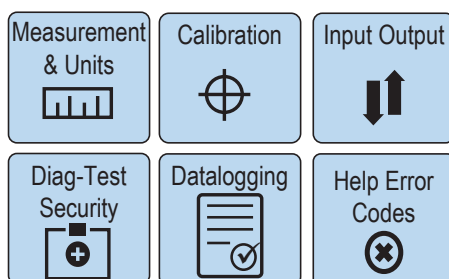 Measurement
& Units
Calibration
Input Output
Diag-Test
Security
Datalogging
Help Error
Codes